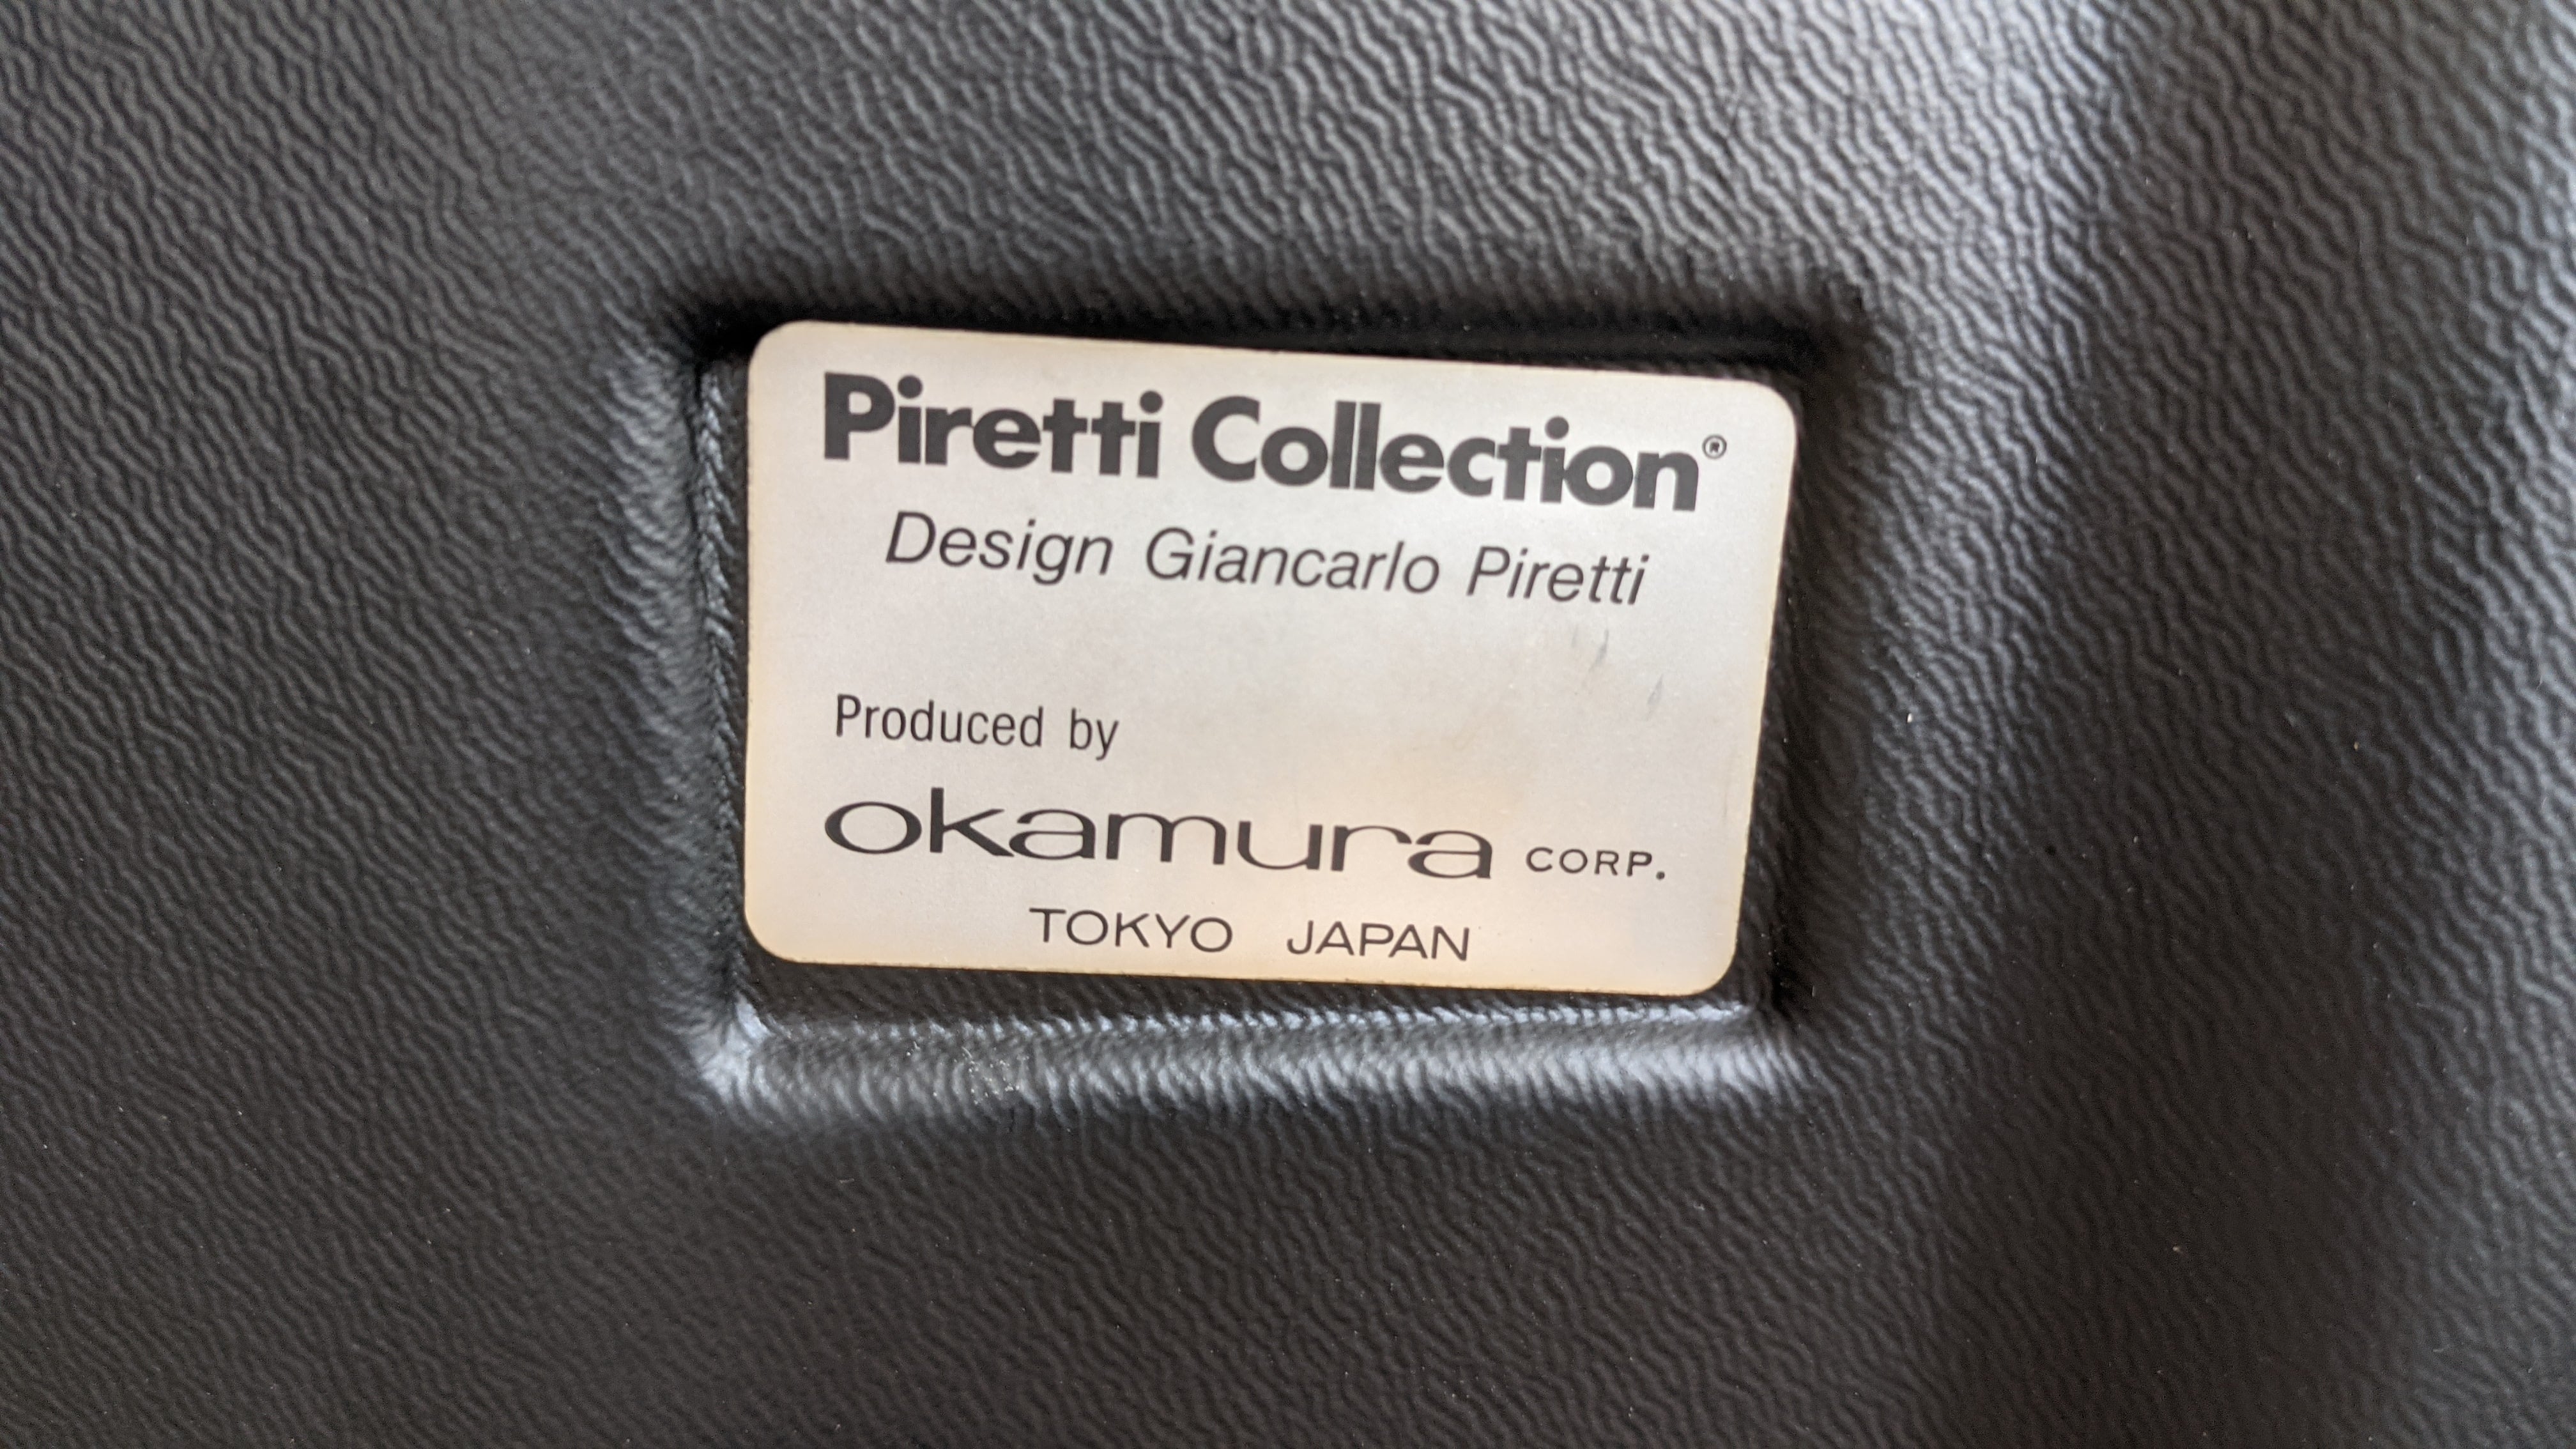 Piretti Collection®
Design Giancarlo Piretti
Produced by
okamura CORP.
TOKYO JAPAN